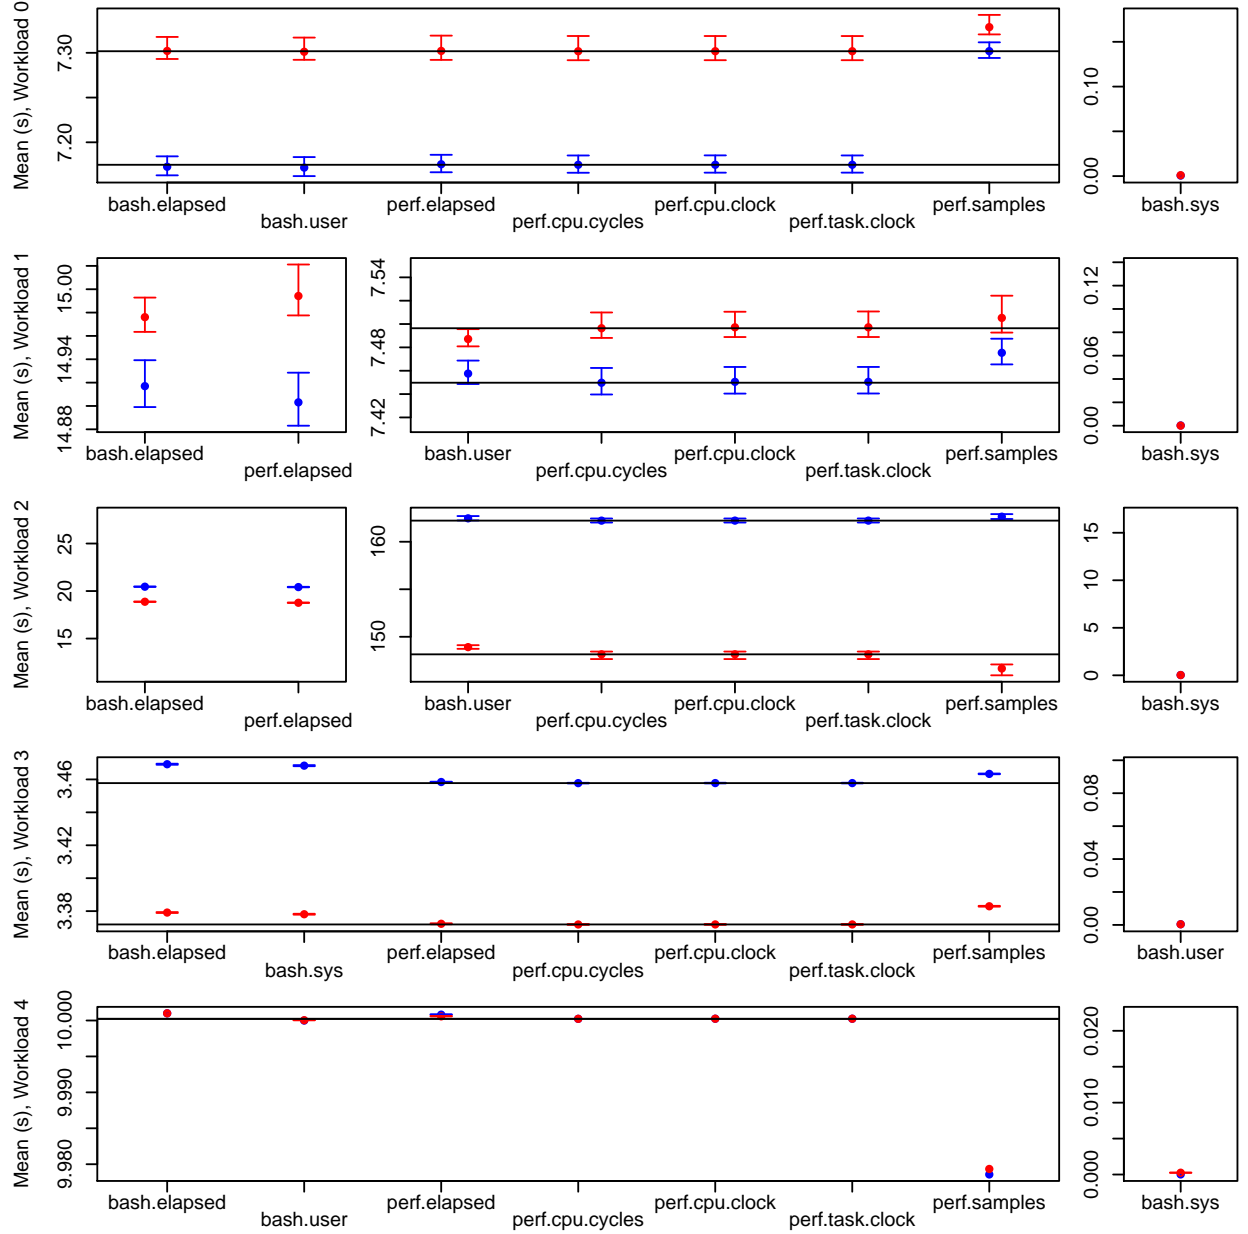 Mean (s), Workload 0
7.20
7.30
bash.elapsed
bash.user
perf.elapsed
perf.cpu.cycles
perf.cpu.clock
perf.task.clock
perf.samples
0.00
0.10
bash.sys
Mean (s), Workload 1
14.88
14.94
15.00
bash.elapsed
perf.elapsed
7.42
7.48
7.54
bash.user
perf.cpu.cycles
perf.cpu.clock
perf.task.clock
perf.samples
0.00
0.06
0.12
bash.sys
Mean (s), Workload 2
15
20
25
bash.elapsed
perf.elapsed
150
160
bash.user
perf.cpu.cycles
perf.cpu.clock
perf.task.clock
perf.samples
0
5
10
15
bash.sys
Mean (s), Workload 3
3.38
3.42
3.46
bash.elapsed
bash.sys
perf.elapsed
perf.cpu.cycles
perf.cpu.clock
perf.task.clock
perf.samples
0.00
0.04
0.08
bash.user
Mean (s), Workload 4
9.980
9.990
10.000
bash.elapsed
bash.user
perf.elapsed
perf.cpu.cycles
perf.cpu.clock
perf.task.clock
perf.samples
0.000
0.010
0.020
bash.sys